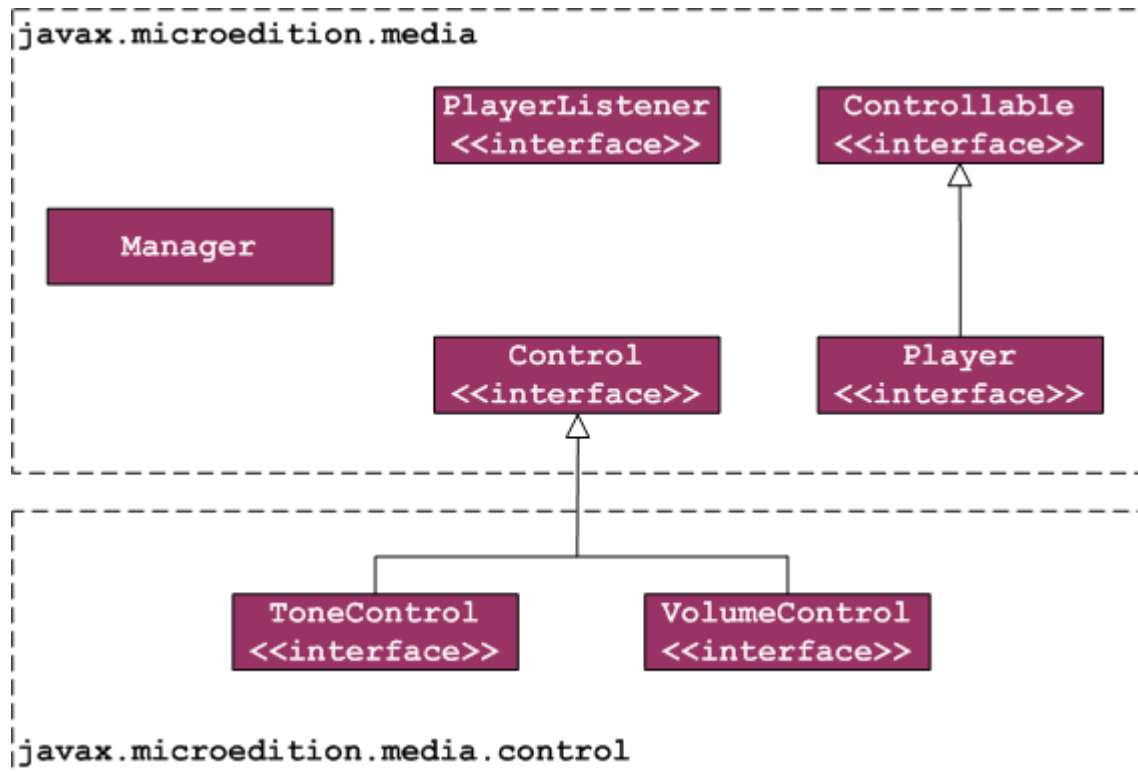 javax.microedition.media
PlayerListener
<<interface>>
Controllable
<<interface>>
Manager
Control
<<interface>>
Player
<<interface>>
ToneControl
<<interface>>
VolumeControl
<<interface>>
javax.microedition.media.control